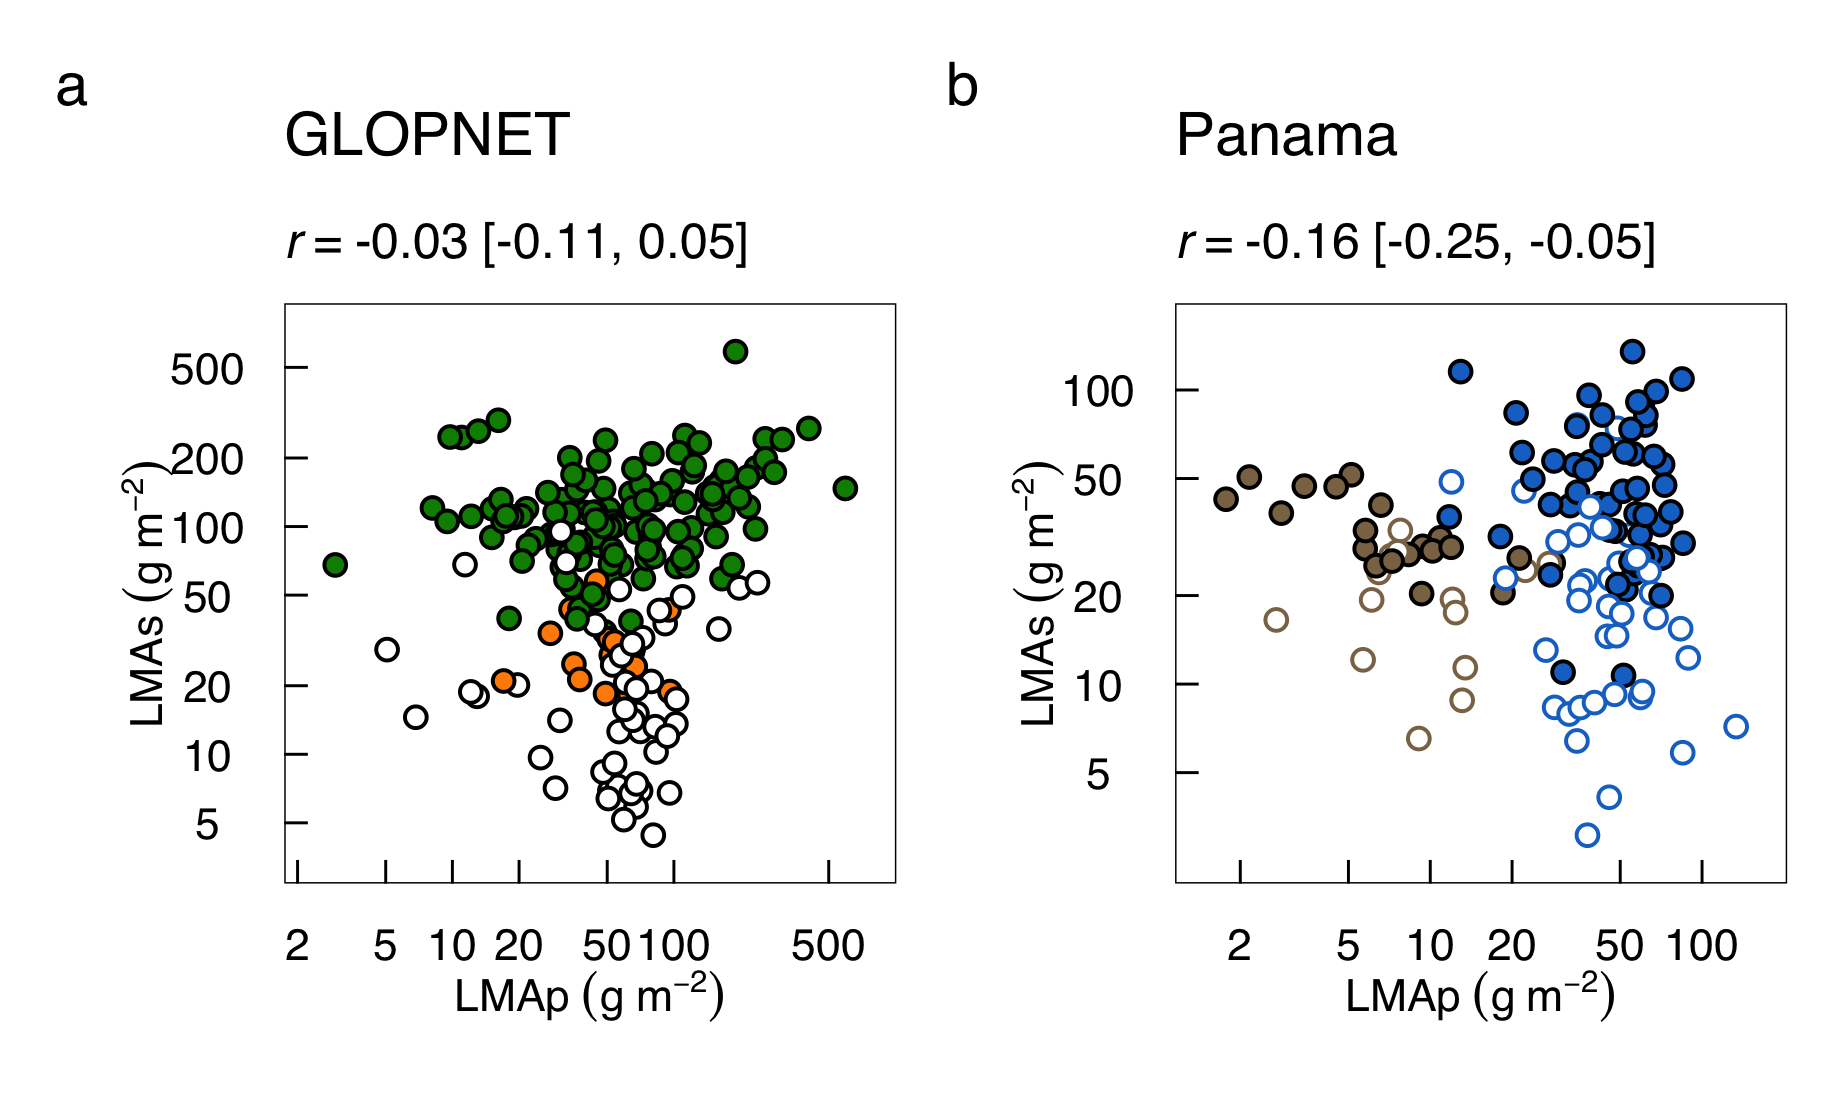 a
GLOPNET
r = -0.03 [-0.11, 0.05]
500
200
100
50
20
10
5
LMAs (g m⁻²)
2 5 10 20 50 100 500
LMAp (g m⁻²)
b
Panama
r = -0.16 [-0.25, -0.05]
100
50
20
10
5
LMAs (g m⁻²)
2 5 10 20 50 100
LMAp (g m⁻²)